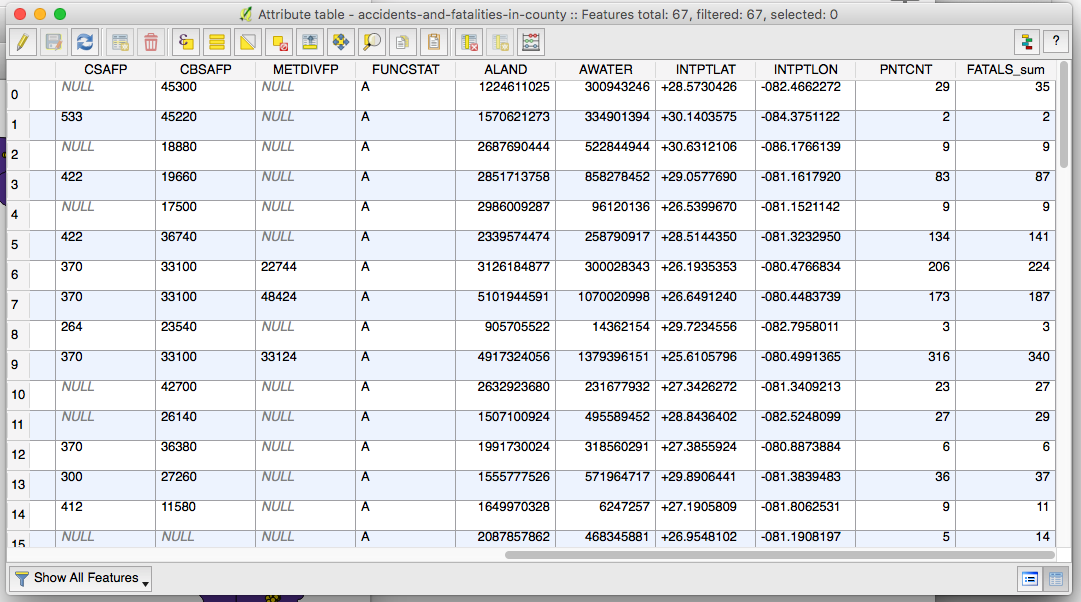 Attribute table - accidents-and-fatalities-in-county :: Features total: 67, filtered: 67, selected: 0
ε ?
CSAFP CBSAFP METDIVFP FUNCSTAT ALAND AWATER INTPTLAT INTPTLON PNTCNT FATALS_sum
0 NULL 45300 NULL A 1224611025 300943246 +28.5730426 -082.4662272 29 35
1 533 45220 NULL A 1570621273 334901394 +30.1403575 -084.3751122 2 2
2 NULL 18880 NULL A 2687690444 522844944 +30.6312106 -086.1766139 9 9
3 422 19660 NULL A 2851713758 858278452 +29.0577690 -081.1617920 83 87
4 NULL 17500 NULL A 2986009287 96120136 +26.5399670 -081.1521142 9 9
5 422 36740 NULL A 2339574474 258790917 +28.5144350 -081.3232950 134 141
6 370 33100 22744 A 3126184877 300028343 +26.1935353 -080.4766834 206 224
7 370 33100 48424 A 5101944591 1070020998 +26.6491240 -080.4483739 173 187
8 264 23540 NULL A 905705522 14362154 +29.7234556 -082.7958011 3 3
9 370 33100 33124 A 4917324056 1379396151 +25.6105796 -080.4991365 316 340
10 NULL 42700 NULL A 2632923680 231677932 +27.3426272 -081.3409213 23 27
11 NULL 26140 NULL A 1507100924 495589452 +28.8436402 -082.5248099 27 29
12 370 36380 NULL A 1991730024 318560291 +27.3855924 -080.8873884 6 6
13 300 27260 NULL A 1555777526 571964717 +29.8906441 -081.3839483 36 37
14 412 11580 NULL A 1649970328 6247257 +27.1905809 -081.8062531 9 11
15 NULL NULL NULL A 2087857862 468345881 +26.9548102 -081.1908197 5 14
Show All Features